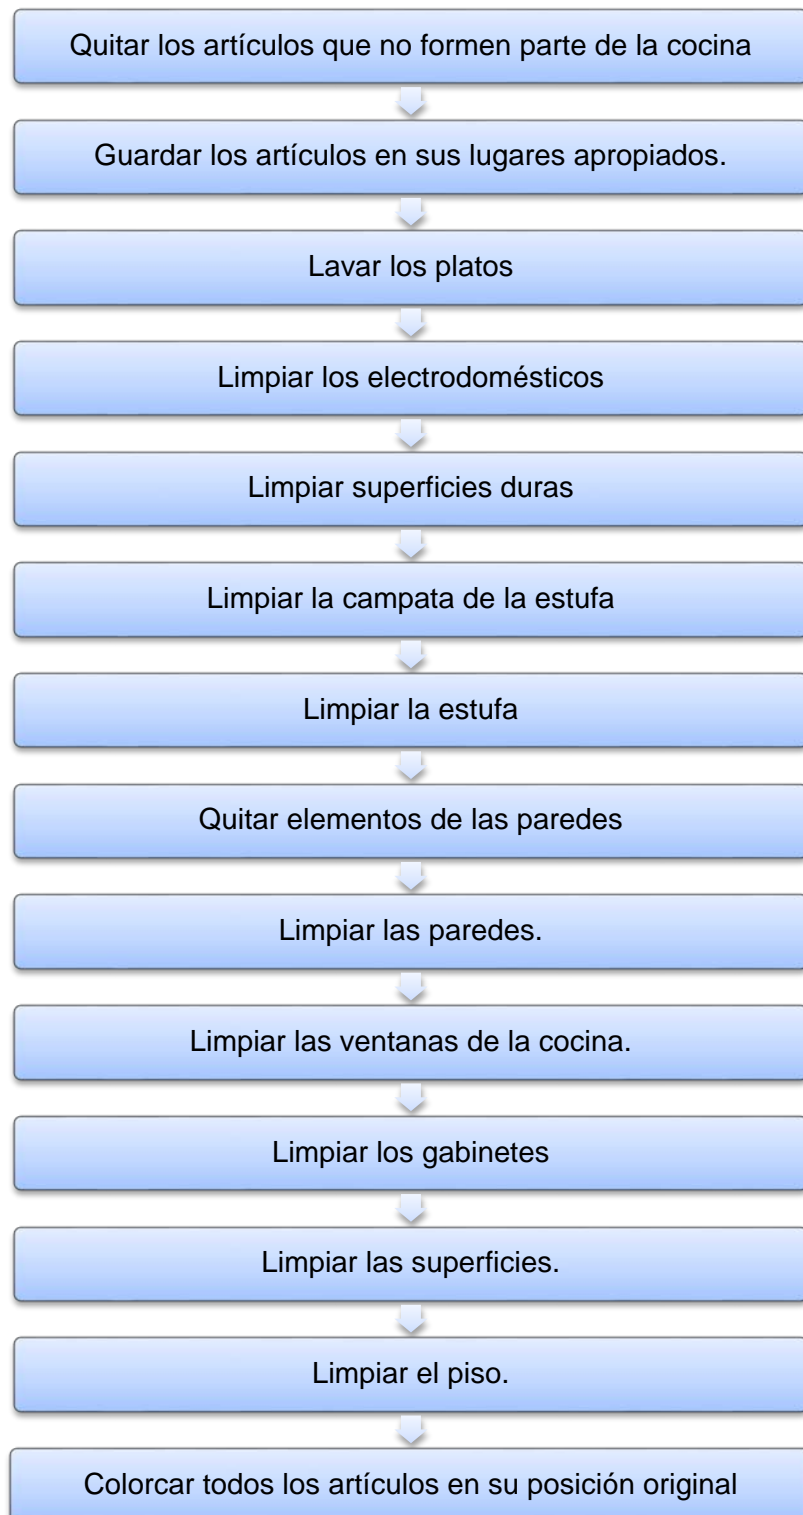 Quitar los artículos que no formen parte de la cocina
Guardar los artículos en sus lugares apropiados.
Lavar los platos
Limpiar los electrodomésticos
Limpiar superficies duras
Limpiar la campata de la estufa
Limpiar la estufa
Quitar elementos de las paredes
Limpiar las paredes.
Limpiar las ventanas de la cocina.
Limpiar los gabinetes
Limpiar las superficies.
Limpiar el piso.
Colorcar todos los artículos en su posición original